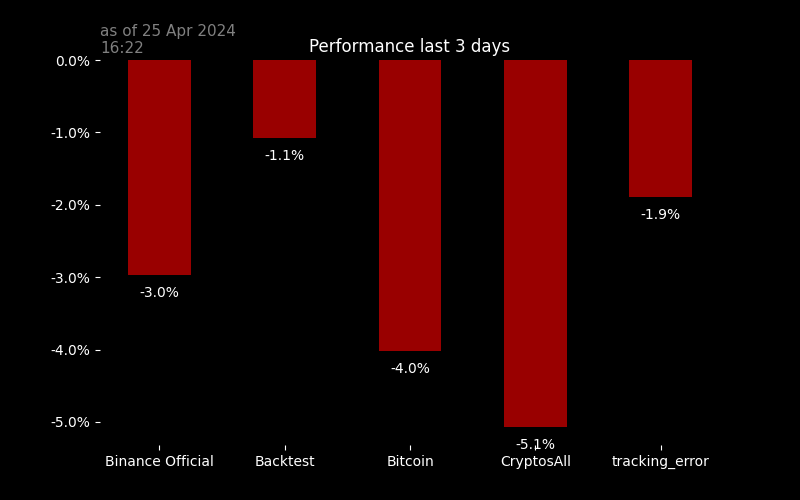 as of 25 Apr 2024
16:22
Performance last 3 days
0.0%
-1.0%
-2.0%
-3.0%
-4.0%
-5.0%
-3.0%
-1.1%
-4.0%
-5.1%
-1.9%
Binance Official
Backtest
Bitcoin
CryptosAll
tracking_error